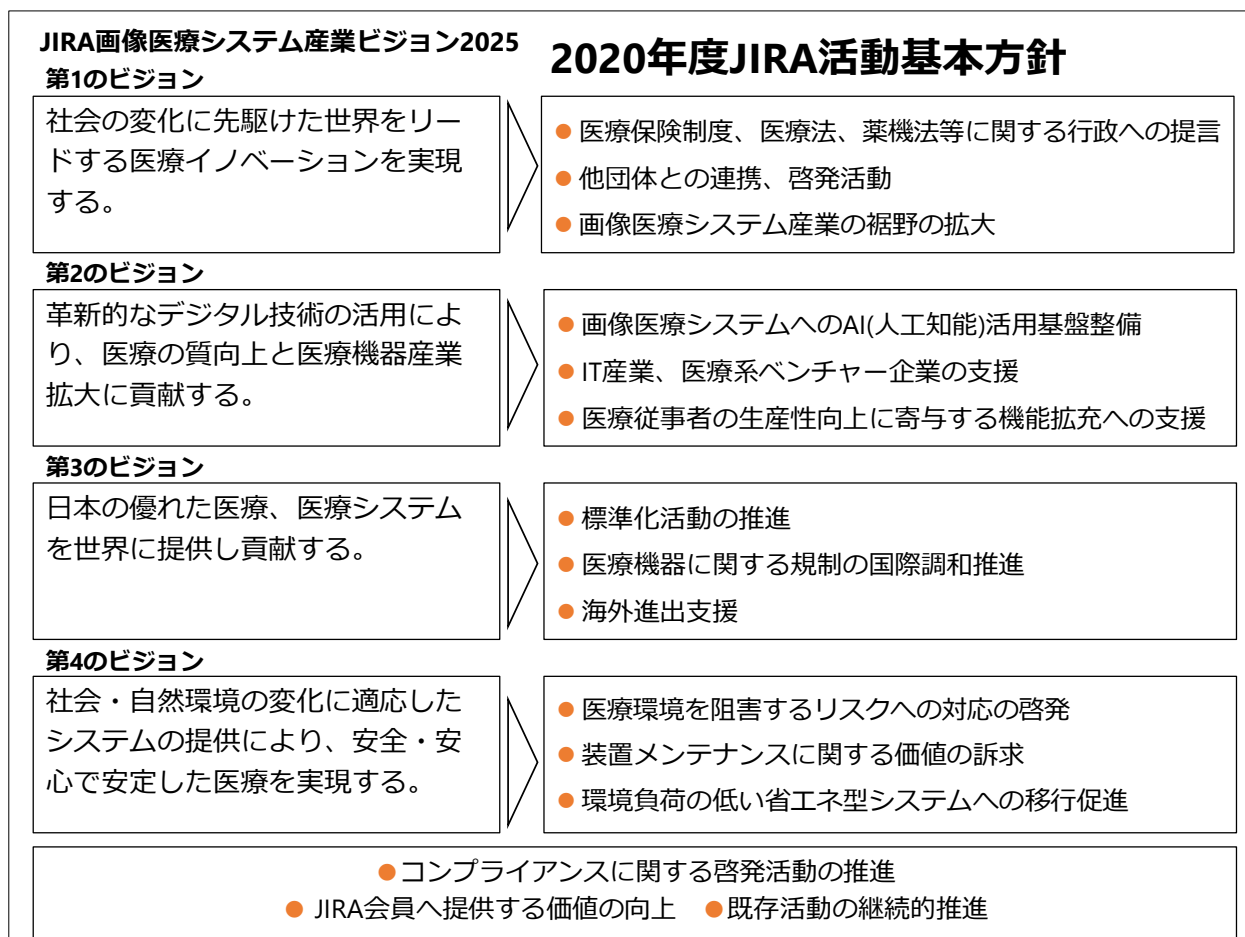 JIRA画像医療システム産業ビジョン2025
2020年度JIRA活動基本方針
第1のビジョン
社会の変化に先駆けた世界をリー
ドする医療イノベーションを実現
する。
●医療保険制度、医療法、薬機法等に関する行政への提言
●他団体との連携、啓発活動
●画像医療システム産業の裾野の拡大
第2のビジョン
革新的なデジタル技術の活用によ
り、医療の質向上と医療機器産業
拡大に貢献する。
●画像医療システムへのAI(人工知能)活用基盤整備
●IT産業、医療系ベンチャー企業の支援
●医療従事者の生産性向上に寄与する機能拡充への支援
第3のビジョン
日本の優れた医療、医療システム
を世界に提供し貢献する。
●標準化活動の推進
●医療機器に関する規制の国際調和推進
●海外進出支援
第4のビジョン
社会・自然環境の変化に適応した
システムの提供により、安全・安
心で安定した医療を実現する。
●医療環境を阻害するリスクへの対応の啓発
●装置メンテナンスに関する価値の訴求
●環境負荷の低い省エネ型システムへの移行促進
●コンプライアンスに関する啓発活動の推進
●JIRA会員へ提供する価値の向上 ●既存活動の継続的推進